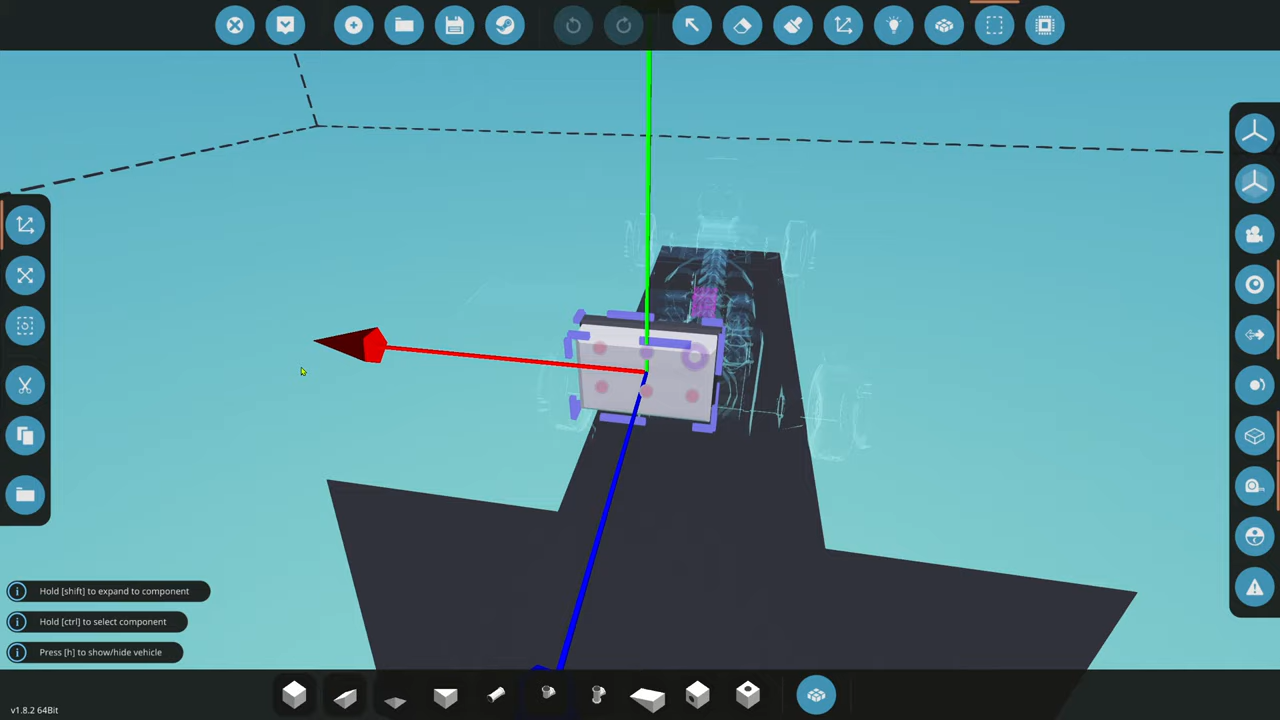 Hold [shift] to expand to component
Hold [ctrl] to select component
Press [h] to show/hide vehicle
v1.8.2 64Bit